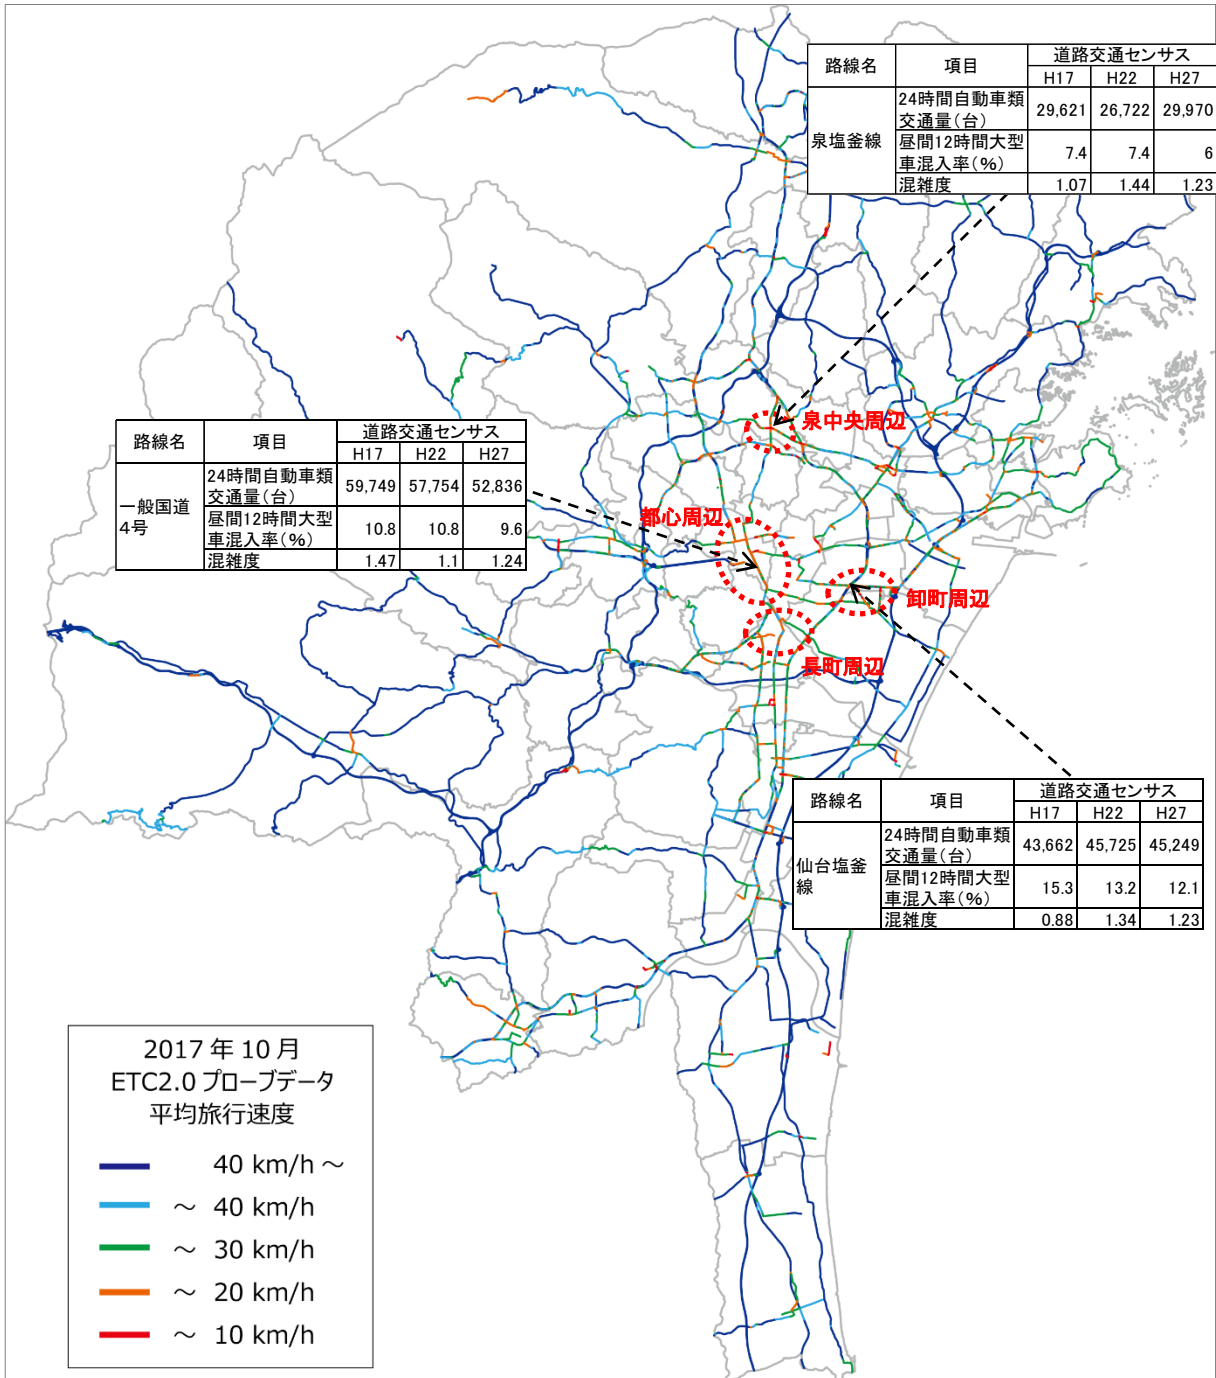 路線名 項目 道路交通センサス
H17 H22 H27
泉塩釜線
24時間自動車類
交通量(台) 29,621 26,722 29,970
昼間12時間大型
車混入率(%) 7.4 7.4 6
混雑度 1.07 1.44 1.23
泉中央周辺
路線名 項目 道路交通センサス
H17 H22 H27
一般国道
4号
24時間自動車類
交通量(台) 59,749 57,754 52,836
昼間12時間大型
車混入率(%) 10.8 10.8 9.6
混雑度 1.47 1.1 1.24
都心周辺
卸町周辺
長町周辺
路線名 項目 道路交通センサス
H17 H22 H27
仙台塩釜
線
24時間自動車類
交通量(台) 43,662 45,725 45,249
昼間12時間大型
車混入率(%) 15.3 13.2 12.1
混雑度 0.88 1.34 1.23
2017 年 10 月
ETC2.0 プローブデータ
平均旅行速度
40 km/h ～
～ 40 km/h
～ 30 km/h
～ 20 km/h
～ 10 km/h